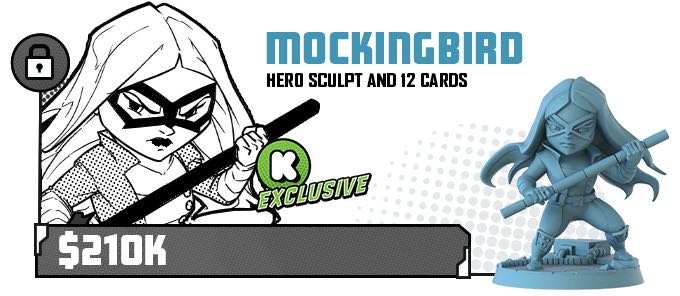 MOCKINGBIRD
HERO SCULPT AND 12 CARDS
K
EXCLUSIVE
$210K